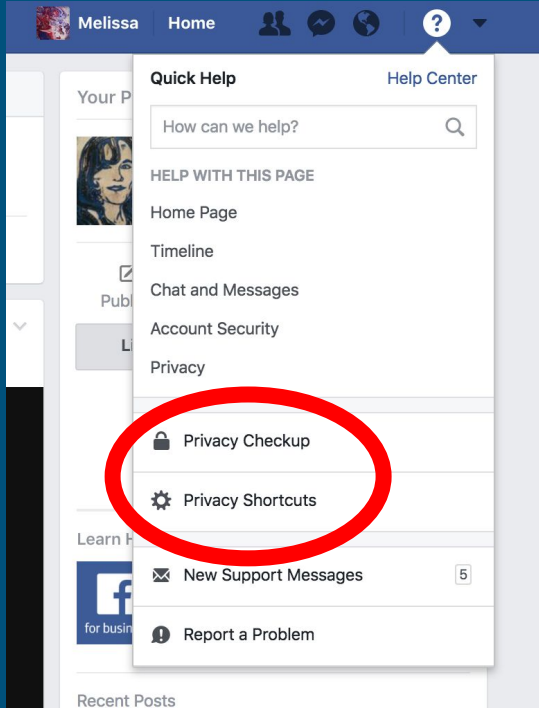 Melissa Home
Quick Help Help Center
Your P
How can we help?
HELP WITH THIS PAGE
Home Page
Timeline
Chat and Messages
Publ
Account Security
Li
Privacy
Privacy Checkup
Privacy Shortcuts
Learn H
New Support Messages 5
f
for busin
Report a Problem
Recent Posts